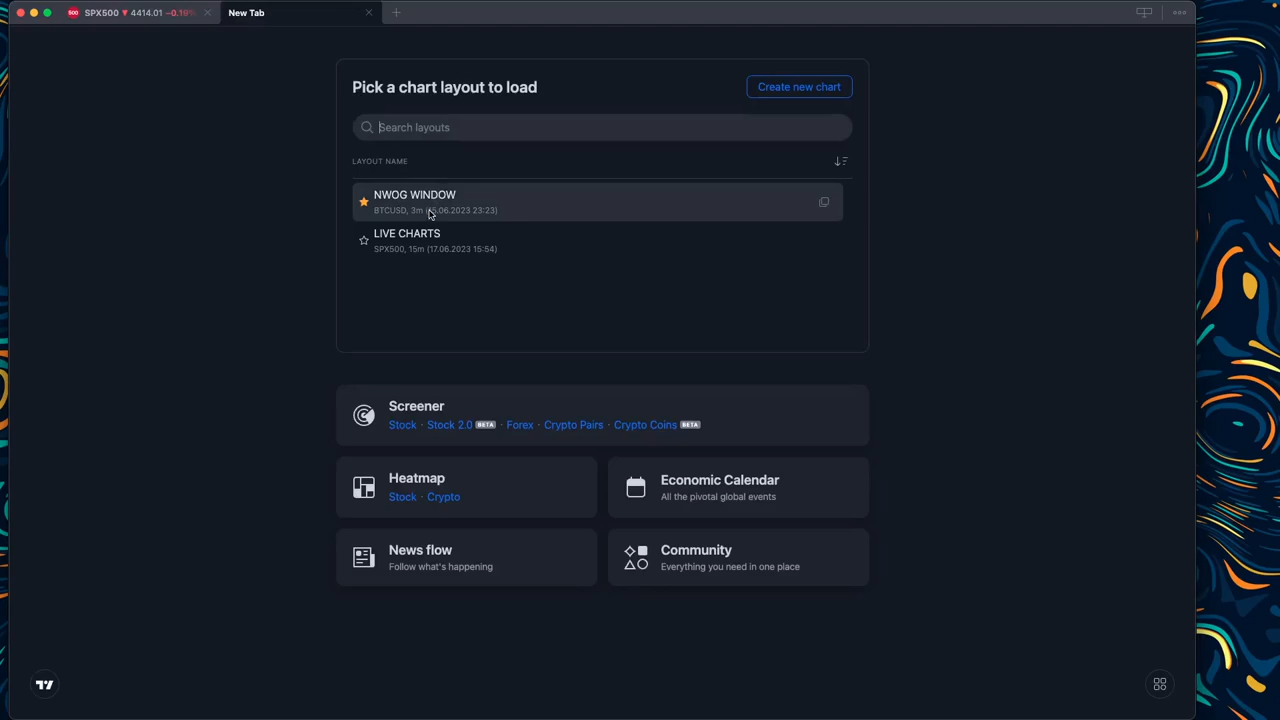 500 SPX500 ▼ 4414.01 −0.19%
New Tab
Pick a chart layout to load
Create new chart
Search layouts
LAYOUT NAME
NWOG WINDOW
BTCUSD, 3m (15.06.2023 23:23)
LIVE CHARTS
SPX500, 15m (17.06.2023 15:54)
Screener
Stock · Stock 2.0 BETA · Forex · Crypto Pairs · Crypto Coins BETA
Heatmap
Stock · Crypto
Economic Calendar
All the pivotal global events
News flow
Follow what's happening
Community
Everything you need in one place